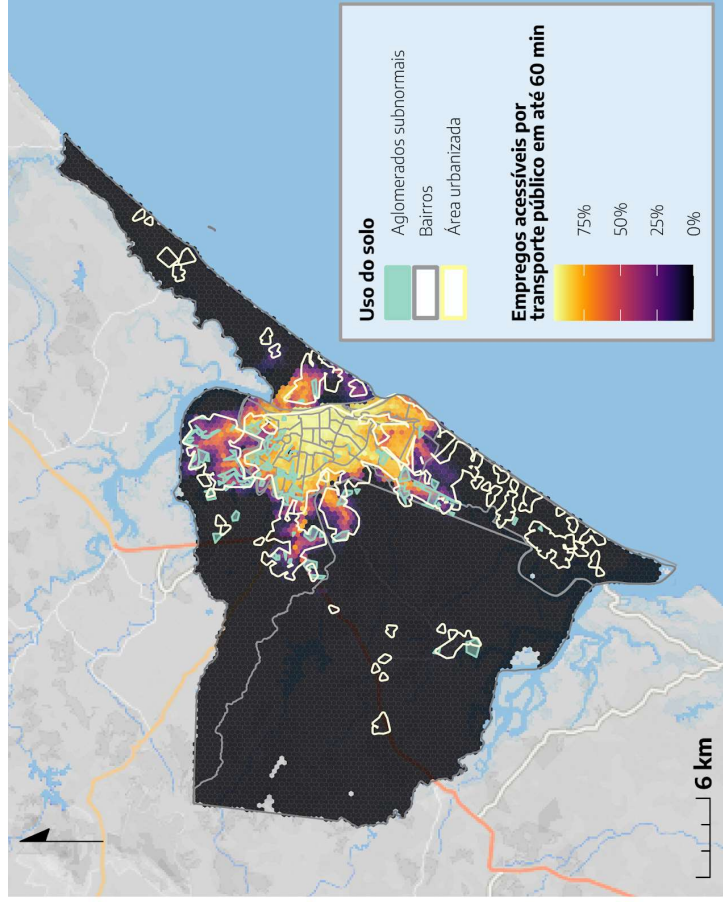 Uso do solo
Aglomerados subnormais
Bairros
Área urbanizada
Empregos acessíveis por
transporte público em até 60 min
75%
50%
25%
0%
6 km